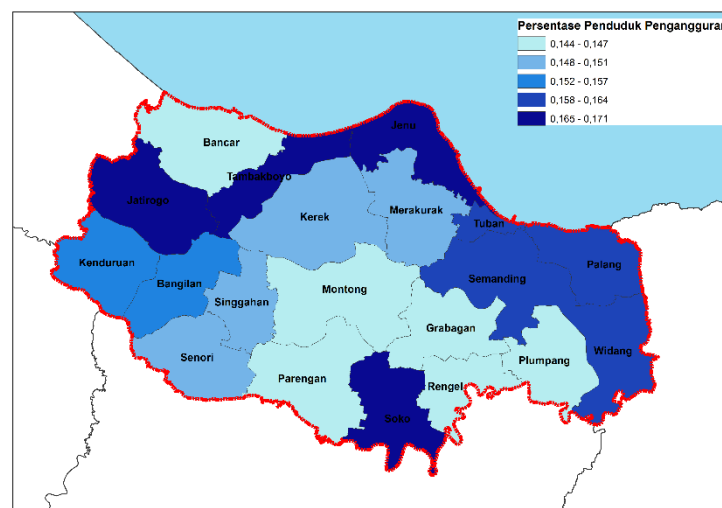 Persentase Penduduk Pengangguran
0,144 - 0,147
0,148 - 0,151
0,152 - 0,157
0,158 - 0,164
0,165 - 0,171
Jenu
Bancar
Tambakboyo
Jatirogo
Merakurak
Kerek
Tuban
Kenduruan
Palang
Semanding
Bangilan
Montong
Singgahan
Grabagan
Widang
Senori
Plumpang
Parengan
Rengel
Soko